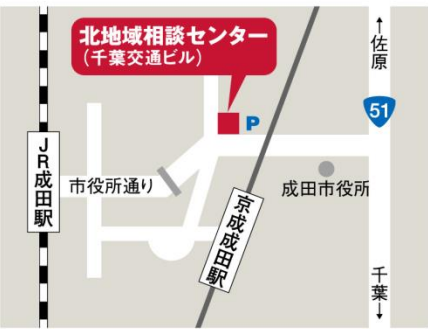 北地域相談センター
(千葉交通ビル)
P
↑佐原
51
JR成田駅
市役所通り
京成成田駅
成田市役所
千葉↓